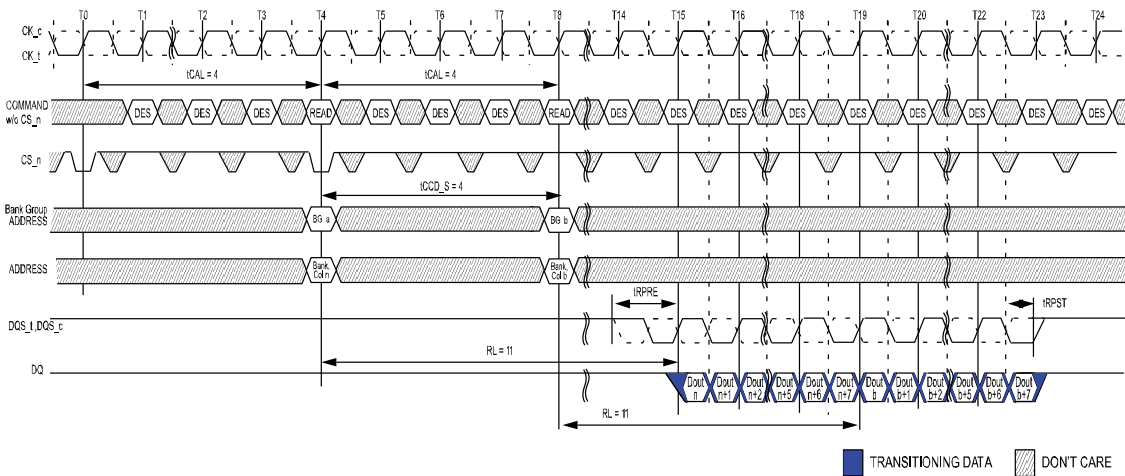 T0 T1 T2 T3 T4 T5 T6 T7 T8 T14 T15 T16 T18 T19 T20 T22 T23 T24
CK_c
CK_t
tCAL = 4 tCAL = 4
COMMAND
w/o CS_n
DES DES DES READ DES DES DES READ DES DES DES DES DES DES DES DES DES
CS_n
tCCD_S = 4
Bank Group
ADDRESS
BG a BG b
ADDRESS
Bank, Col n
Bank, Col b
tRPRE tRPST
DQS_t ,DQS_c
RL = 11
DQ
Dout n Dout n+1 Dout n+2 Dout n+5 Dout n+6 Dout n+7 Dout b Dout b+1 Dout b+2 Dout b+5 Dout b+6 Dout b+7
RL = 11
TRANSITIONING DATA DON'T CARE